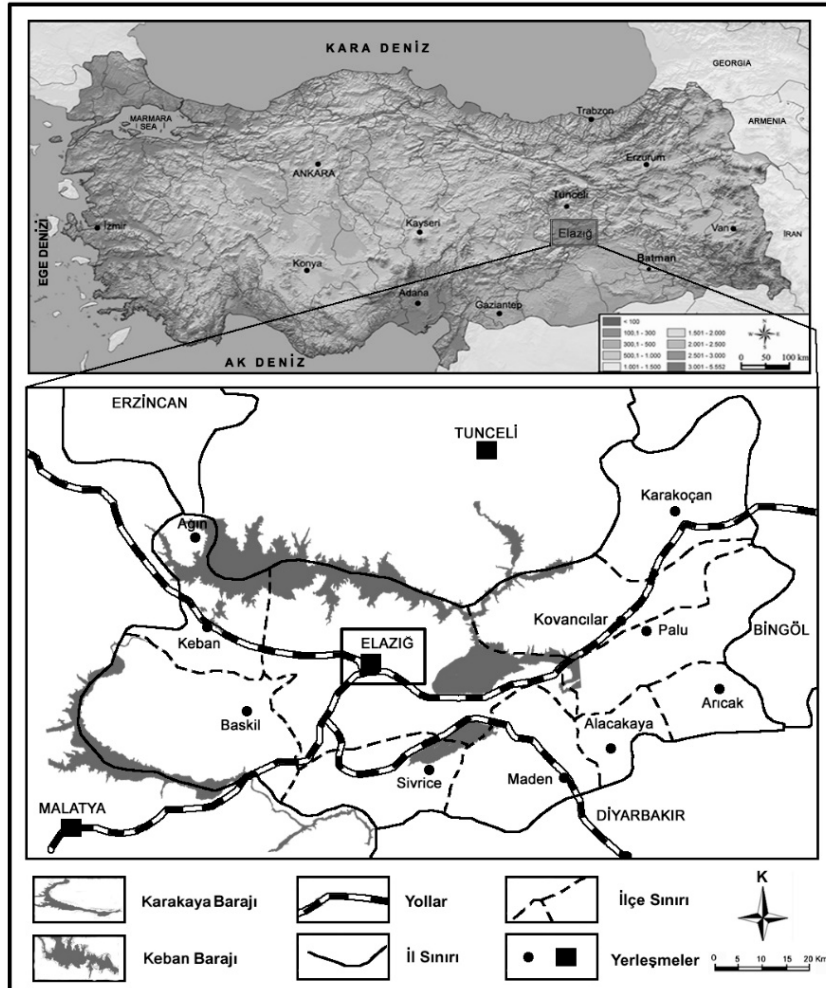 KARA DENİZ
GEORGIA
MARMARA
SEA
Trabzon
ARMENIA
ANKARA
Erzurum
Tunceli
EGE DENİZİ
İzmir
Kayseri
Elazığ
Van
İRAN
Konya
Batman
Adana
Gaziantep
AK DENİZ
< 100
100,1 - 300
300,1 - 500
500,1 - 1.000
1.001 - 1.500
1.501 - 2.000
2.001 - 2.500
2.501 - 3.000
3.001 - 5.552
N
W E
S
0 50 100 km
ERZİNCAN
TUNCELİ
Karakoçan
Ağın
Kovancılar
Keban
ELAZIĞ
Palu
BİNGÖL
Baskil
Arıcak
Alacakaya
Sivrice
Maden
MALATYA
DİYARBAKIR
Karakaya Barajı
Yollar
İlçe Sınırı
K
Keban Barajı
İl Sınırı
Yerleşmeler
0 5 10 15 20 Km